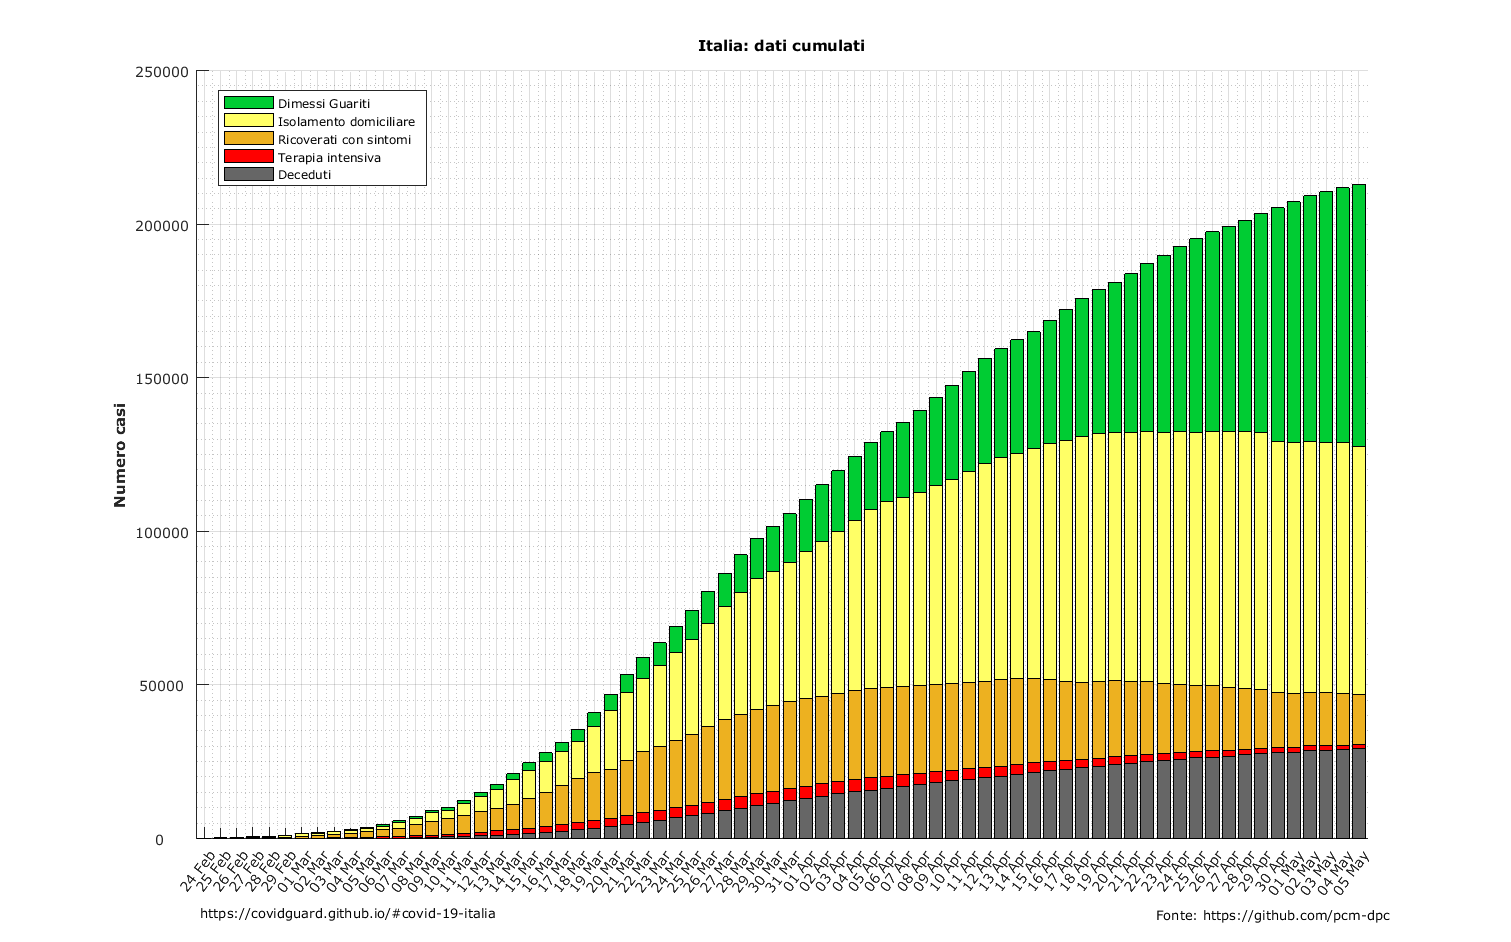 Italia: dati cumulati
250000
200000
150000
100000
50000
0
Numero casi
Dimessi Guariti
Isolamento domiciliare
Ricoverati con sintomi
Terapia intensiva
Deceduti
24 Feb
25 Feb
26 Feb
27 Feb
28 Feb
29 Feb
01 Mar
02 Mar
03 Mar
04 Mar
05 Mar
06 Mar
07 Mar
08 Mar
09 Mar
10 Mar
11 Mar
12 Mar
13 Mar
14 Mar
15 Mar
16 Mar
17 Mar
18 Mar
19 Mar
20 Mar
21 Mar
22 Mar
23 Mar
24 Mar
25 Mar
26 Mar
27 Mar
28 Mar
29 Mar
30 Mar
31 Mar
01 Apr
02 Apr
03 Apr
04 Apr
05 Apr
06 Apr
07 Apr
08 Apr
09 Apr
10 Apr
11 Apr
12 Apr
13 Apr
14 Apr
15 Apr
16 Apr
17 Apr
18 Apr
19 Apr
20 Apr
21 Apr
22 Apr
23 Apr
24 Apr
25 Apr
26 Apr
27 Apr
28 Apr
29 Apr
30 Apr
01 May
02 May
03 May
04 May
05 May
https://covidguard.github.io/#covid-19-italia
Fonte: https://github.com/pcm-dpc